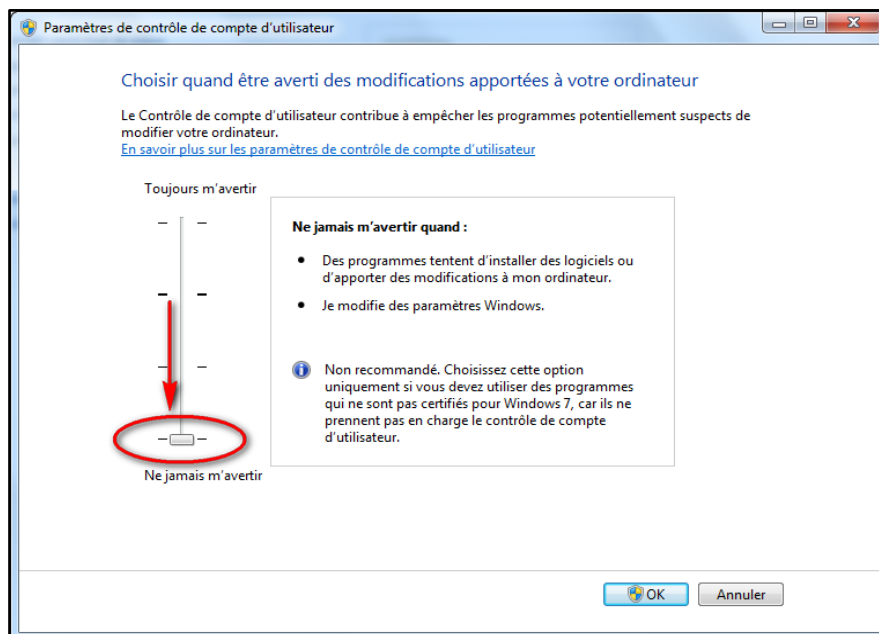 Paramètres de contrôle de compte d'utilisateur
Choisir quand être averti des modifications apportées à votre ordinateur
Le Contrôle de compte d'utilisateur contribue à empêcher les programmes potentiellement suspects de
modifier votre ordinateur.
En savoir plus sur les paramètres de contrôle de compte d'utilisateur
Toujours m'avertir
Ne jamais m'avertir quand :
• Des programmes tentent d'installer des logiciels ou
d'apporter des modifications à mon ordinateur.
• Je modifie des paramètres Windows.
Non recommandé. Choisissez cette option
uniquement si vous devez utiliser des programmes
qui ne sont pas certifiés pour Windows 7, car ils ne
prennent pas en charge le contrôle de compte
d'utilisateur.
Ne jamais m'avertir
OK
Annuler